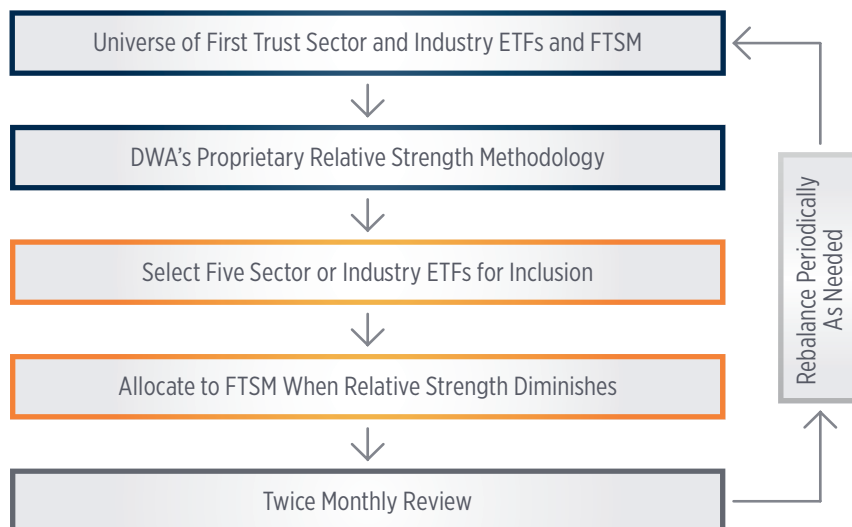 Universe of First Trust Sector and Industry ETFs and FTSM
DWA's Proprietary Relative Strength Methodology
Select Five Sector or Industry ETFs for Inclusion
Allocate to FTSM When Relative Strength Diminishes
Twice Monthly Review
Rebalance Periodically
As Needed